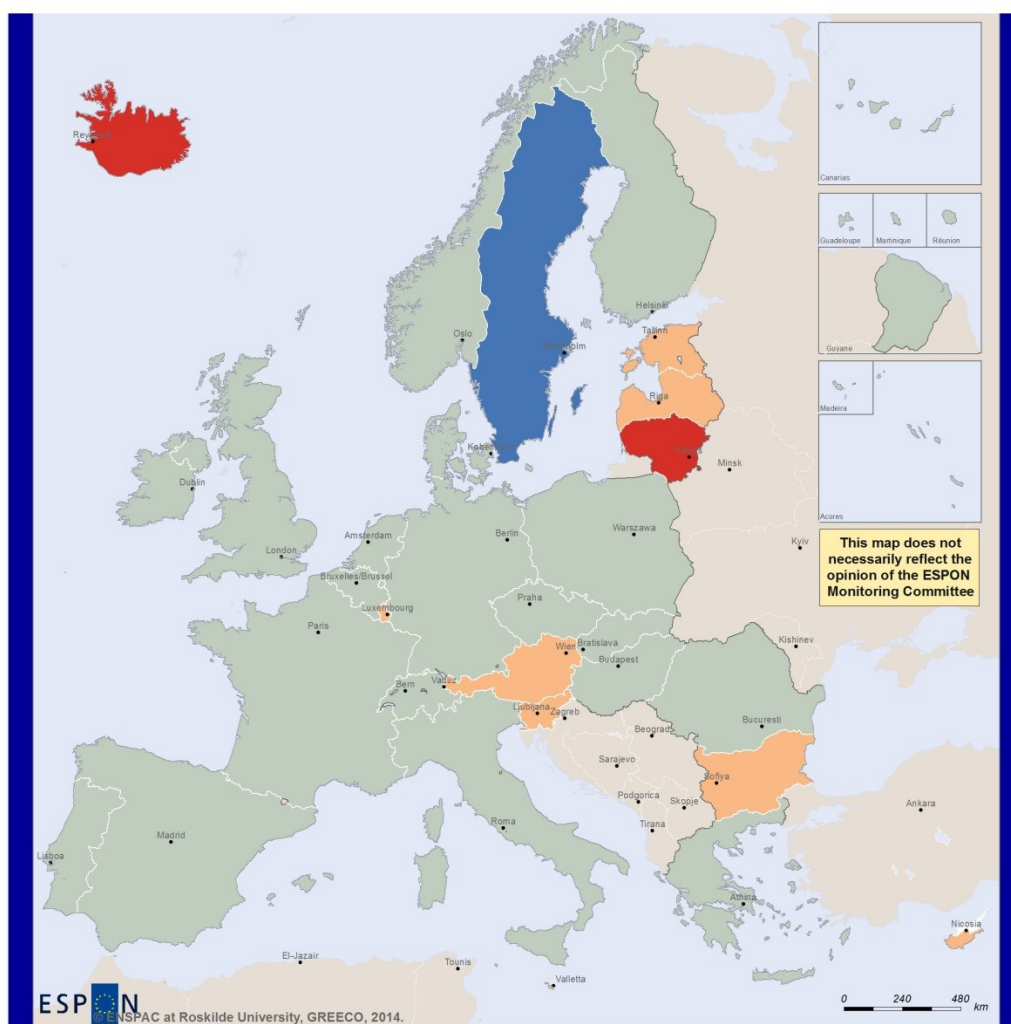 Canarias
Reykjavik
Guadeloupe
Martinique
Réunion
Helsinki
Oslo
Tallinn
Guyane
Stockholm
Riga
Madeira
Vilnius
Minsk
Dublin
Acores
Warszawa
Amsterdam
Berlin
Kyiv
London
This map does not
necessarily reflect the
opinion of the ESPON
Monitoring Committee
Bruxelles/Brussel
Praha
Luxembourg
Paris
Kishinev
Wien
Bratislava
Budapest
Bern
Vaduz
Ljubljana
Zagreb
Bucuresti
Beograd
Sarajevo
Sofiya
Podgorica
Skopje
Ankara
Tirana
Roma
Madrid
Lisboa
Athina
Nicosia
El-Jazair
Tounis
Valletta
ESPON
© ENSPAC at Roskilde University, GREECO, 2014.
0 240 480 km